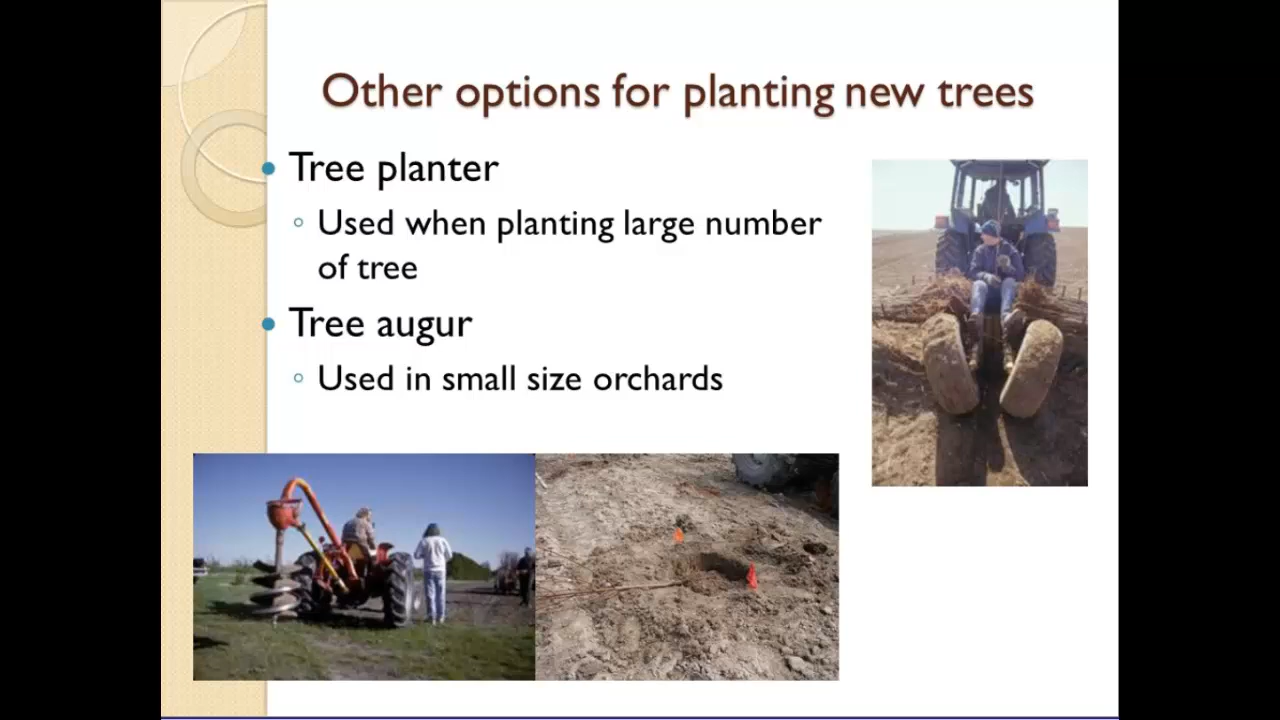 Other options for planting new trees
Tree planter
Used when planting large number
of tree
Tree augur
Used in small size orchards